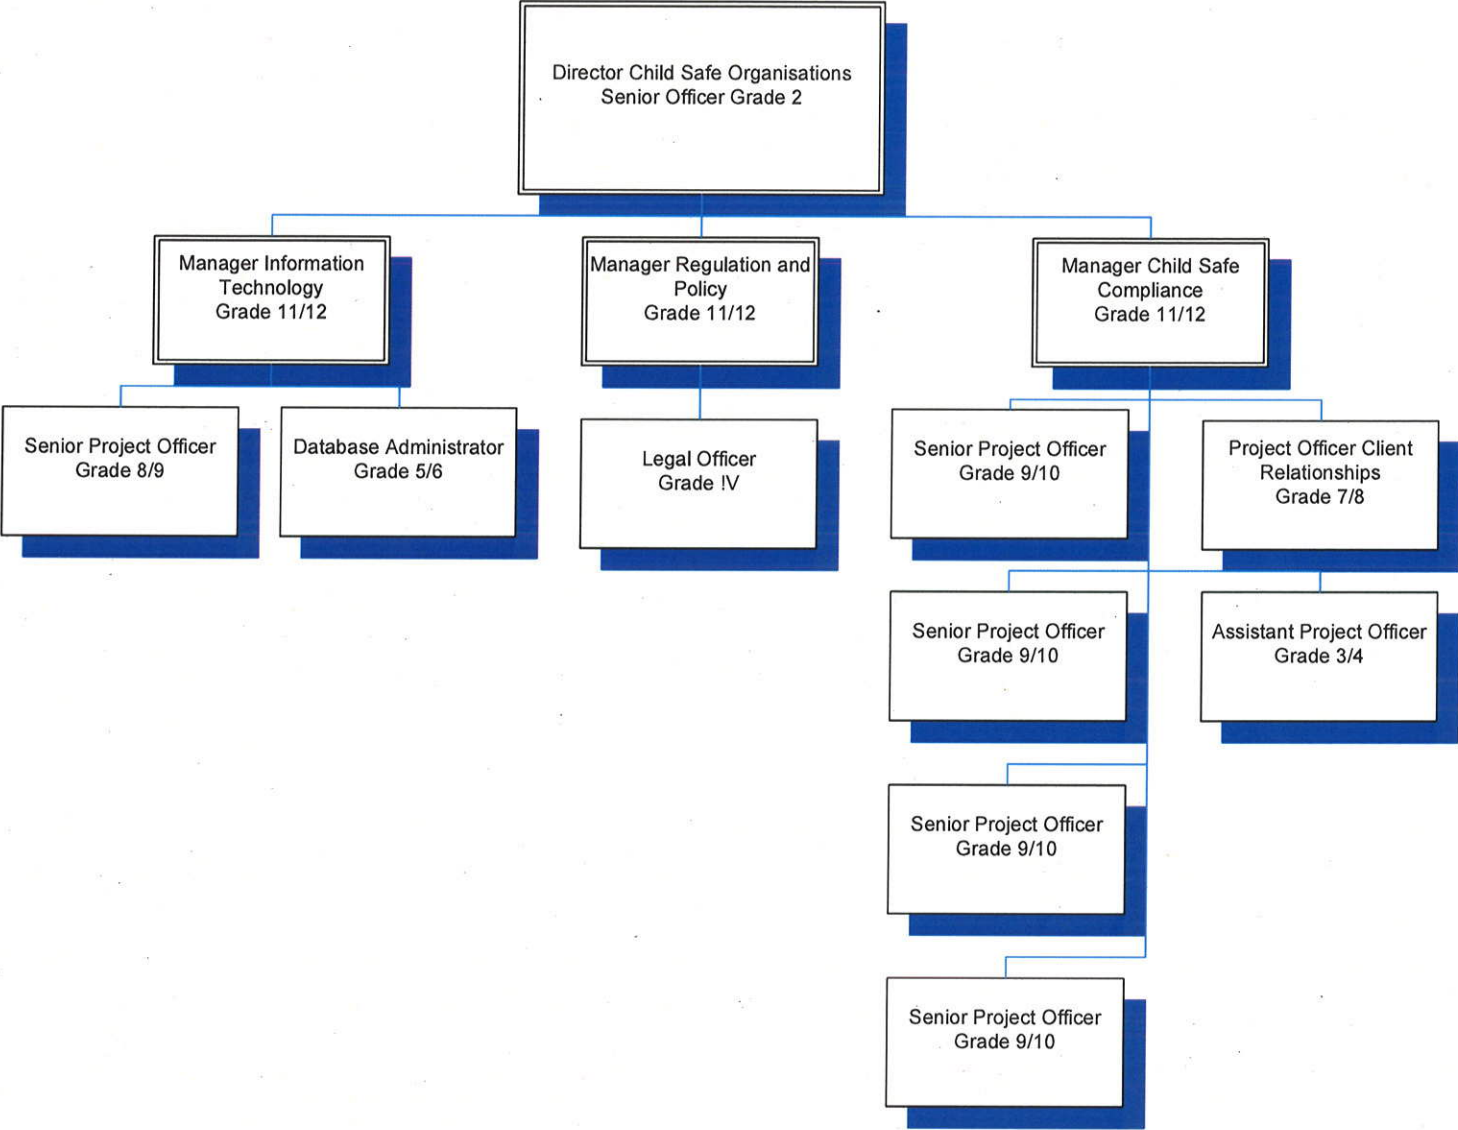 Director Child Safe Organisations
Senior Officer Grade 2
Manager Information
Technology
Grade 11/12
Manager Regulation and
Policy
Grade 11/12
Manager Child Safe
Compliance
Grade 11/12
Senior Project Officer
Grade 8/9
Database Administrator
Grade 5/6
Legal Officer
Grade !V
Senior Project Officer
Grade 9/10
Project Officer Client
Relationships
Grade 7/8
Senior Project Officer
Grade 9/10
Assistant Project Officer
Grade 3/4
Senior Project Officer
Grade 9/10
Senior Project Officer
Grade 9/10